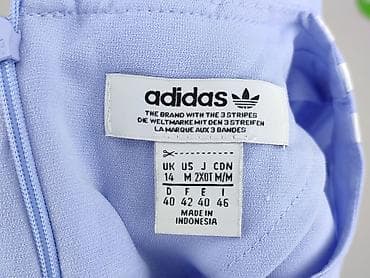 adidas
THE BRAND WITH THE 3 STRIPES
DIE WELTMARKE MIT DEN 3 STREIFEN
LA MARQUE AUX 3 BANDES
UK US J CDN
14 M 2XOT M/M
D F E I
40 42 40 46
MADE IN
INDONESIA